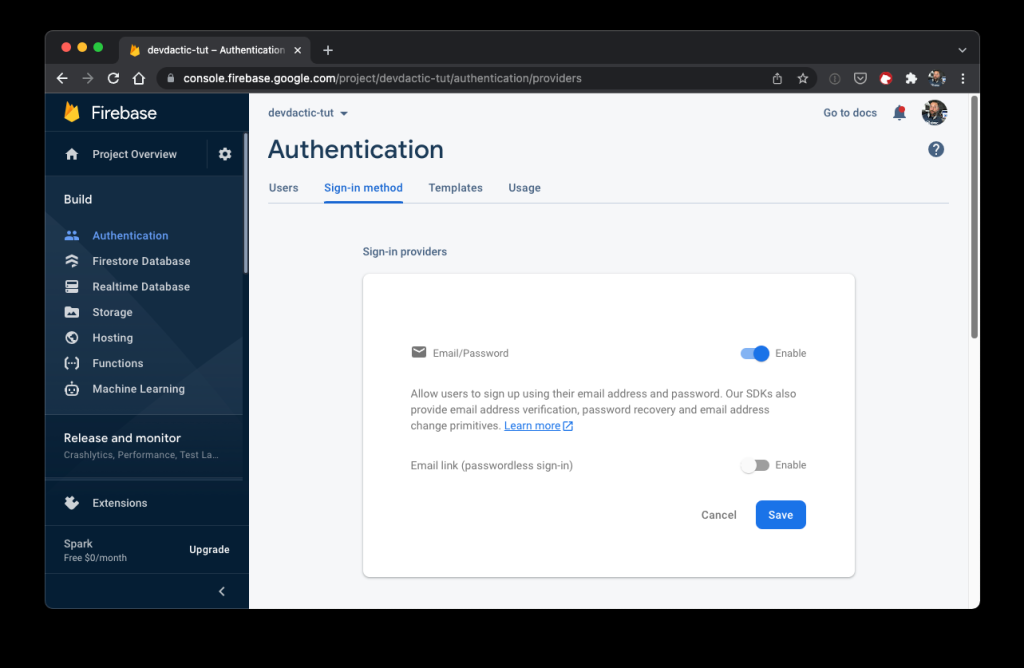 devdactic-tut – Authentication
console.firebase.google.com/project/devdactic-tut/authentication/providers
Firebase
Project Overview
Build
Authentication
Firestore Database
Realtime Database
Storage
Hosting
Functions
Machine Learning
Release and monitor
Crashlytics, Performance, Test La...
Extensions
Spark
Free $0/month
Upgrade
devdactic-tut
Go to docs
Authentication
Users Sign-in method Templates Usage
Sign-in providers
Email/Password Enable
Allow users to sign up using their email address and password. Our SDKs also
provide email address verification, password recovery and email address
change primitives. Learn more
Email link (passwordless sign-in) Enable
Cancel Save